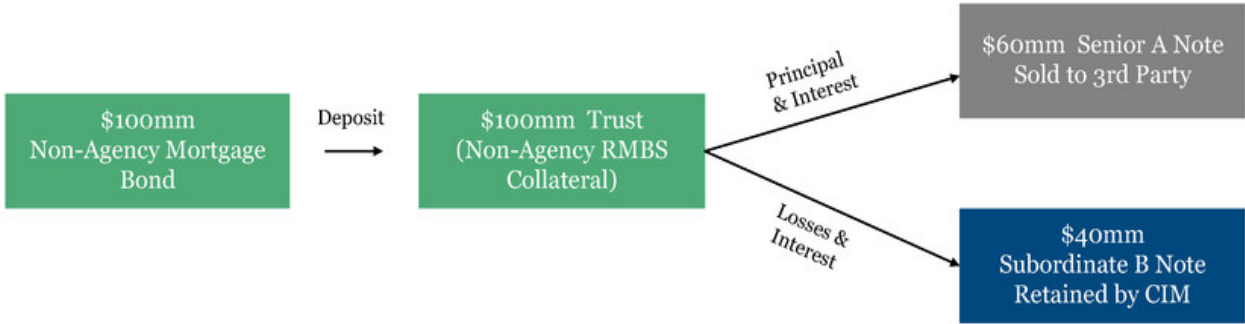 $100mm
Non-Agency Mortgage
Bond
Deposit
$100mm Trust
(Non-Agency RMBS
Collateral)
Principal
& Interest
$60mm Senior A Note
Sold to 3rd Party
Losses &
Interest
$40mm
Subordinate B Note
Retained by CIM